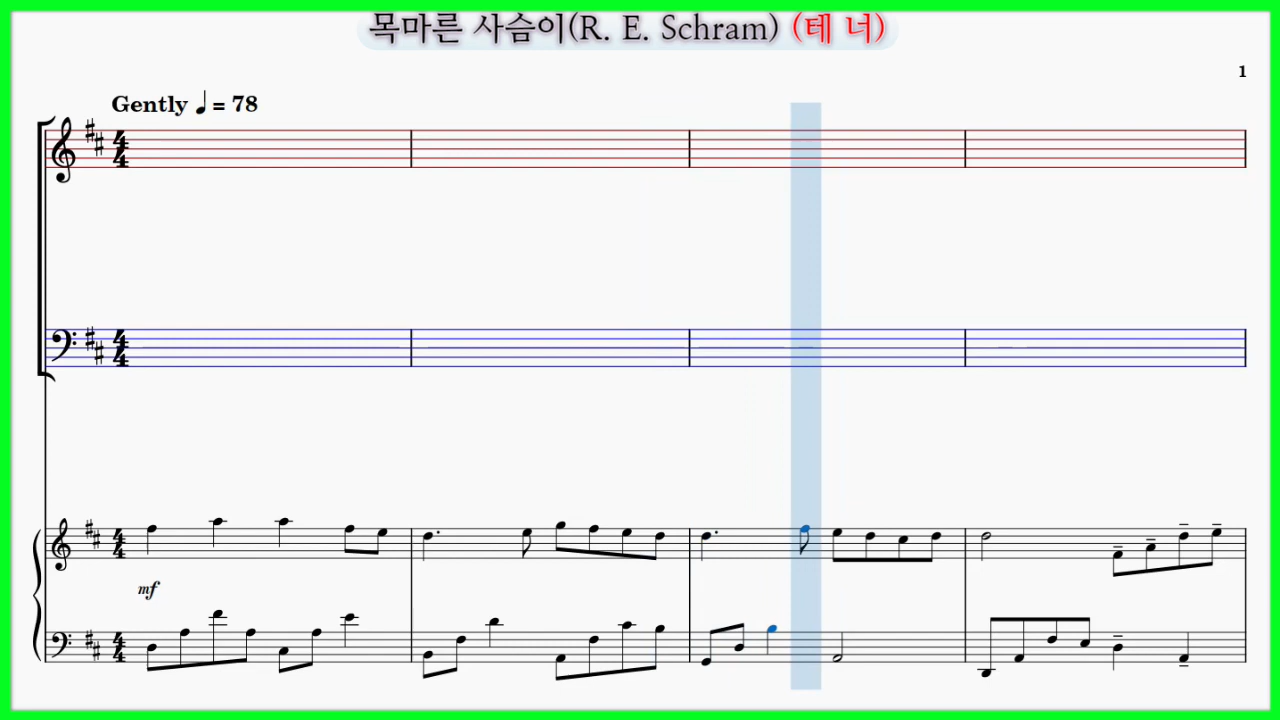 목마른 사슴이(R. E. Schram) (테 너)
1
Gently ♩ = 78
mf